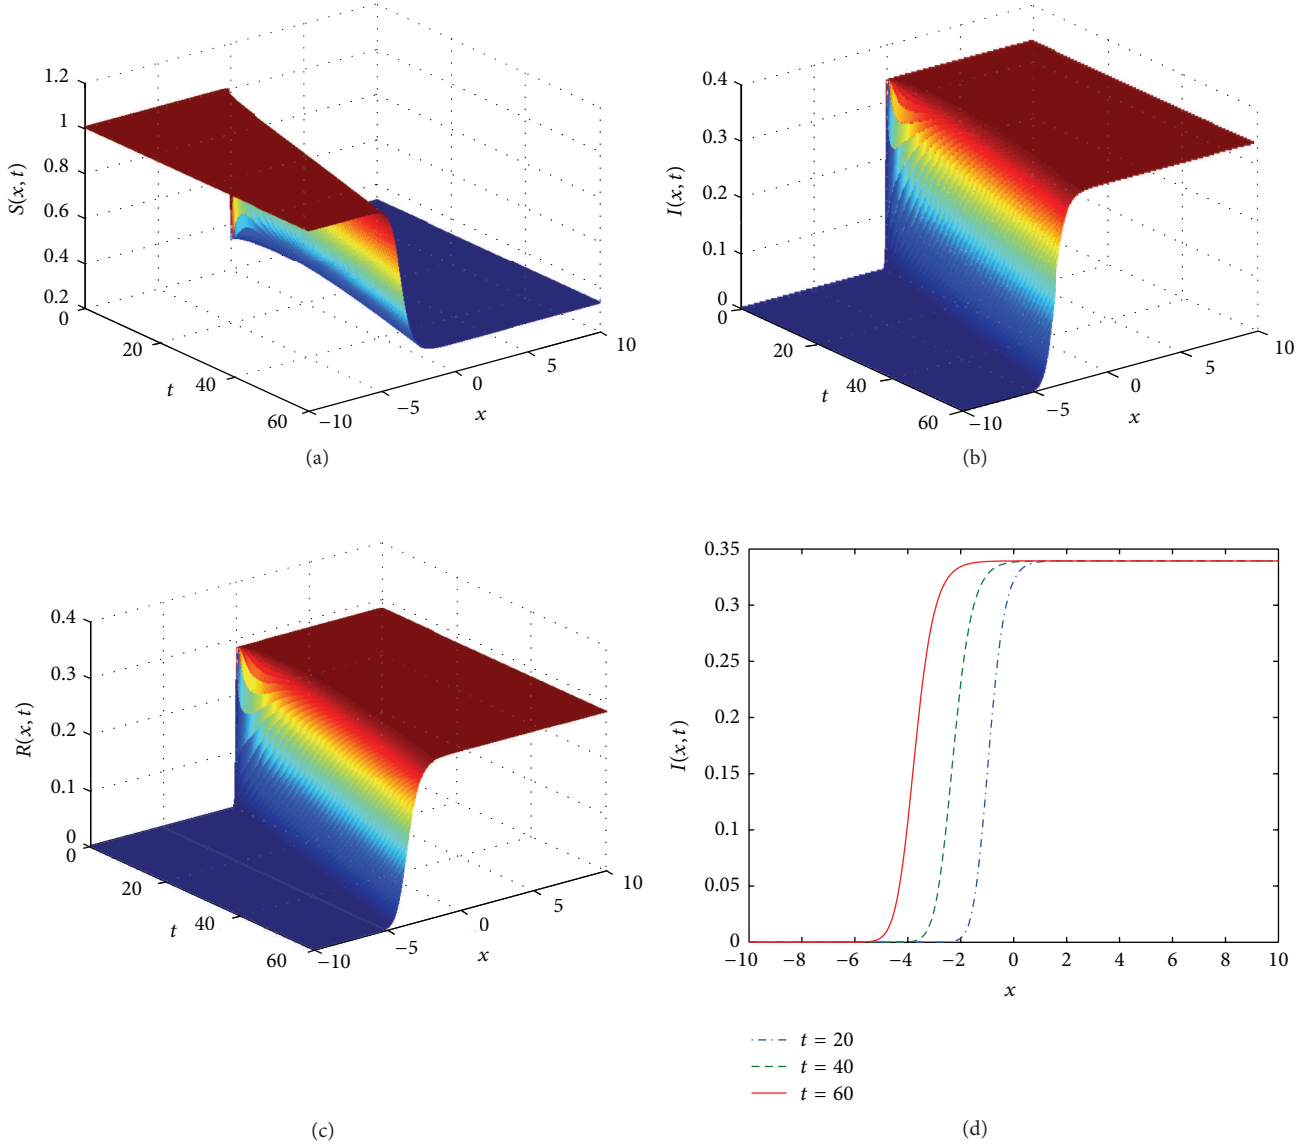 1.2
1
0.8
0.6
0.4
0.2
0
S(x, t)
20
40
60
t
−10
−5
0
5
10
x
(a)
0.4
0.3
0.2
0.1
0
0
I(x, t)
20
40
60
t
−10
−5
0
5
10
x
(b)
0.4
0.3
0.2
0.1
0
0
R(x, t)
20
40
60
t
−10
−5
0
5
10
x
(c)
0.35
0.3
0.25
0.2
0.15
0.1
0.05
0
I(x, t)
−10 −8 −6 −4 −2 0 2 4 6 8 10
x
t = 20
t = 40
t = 60
(d)